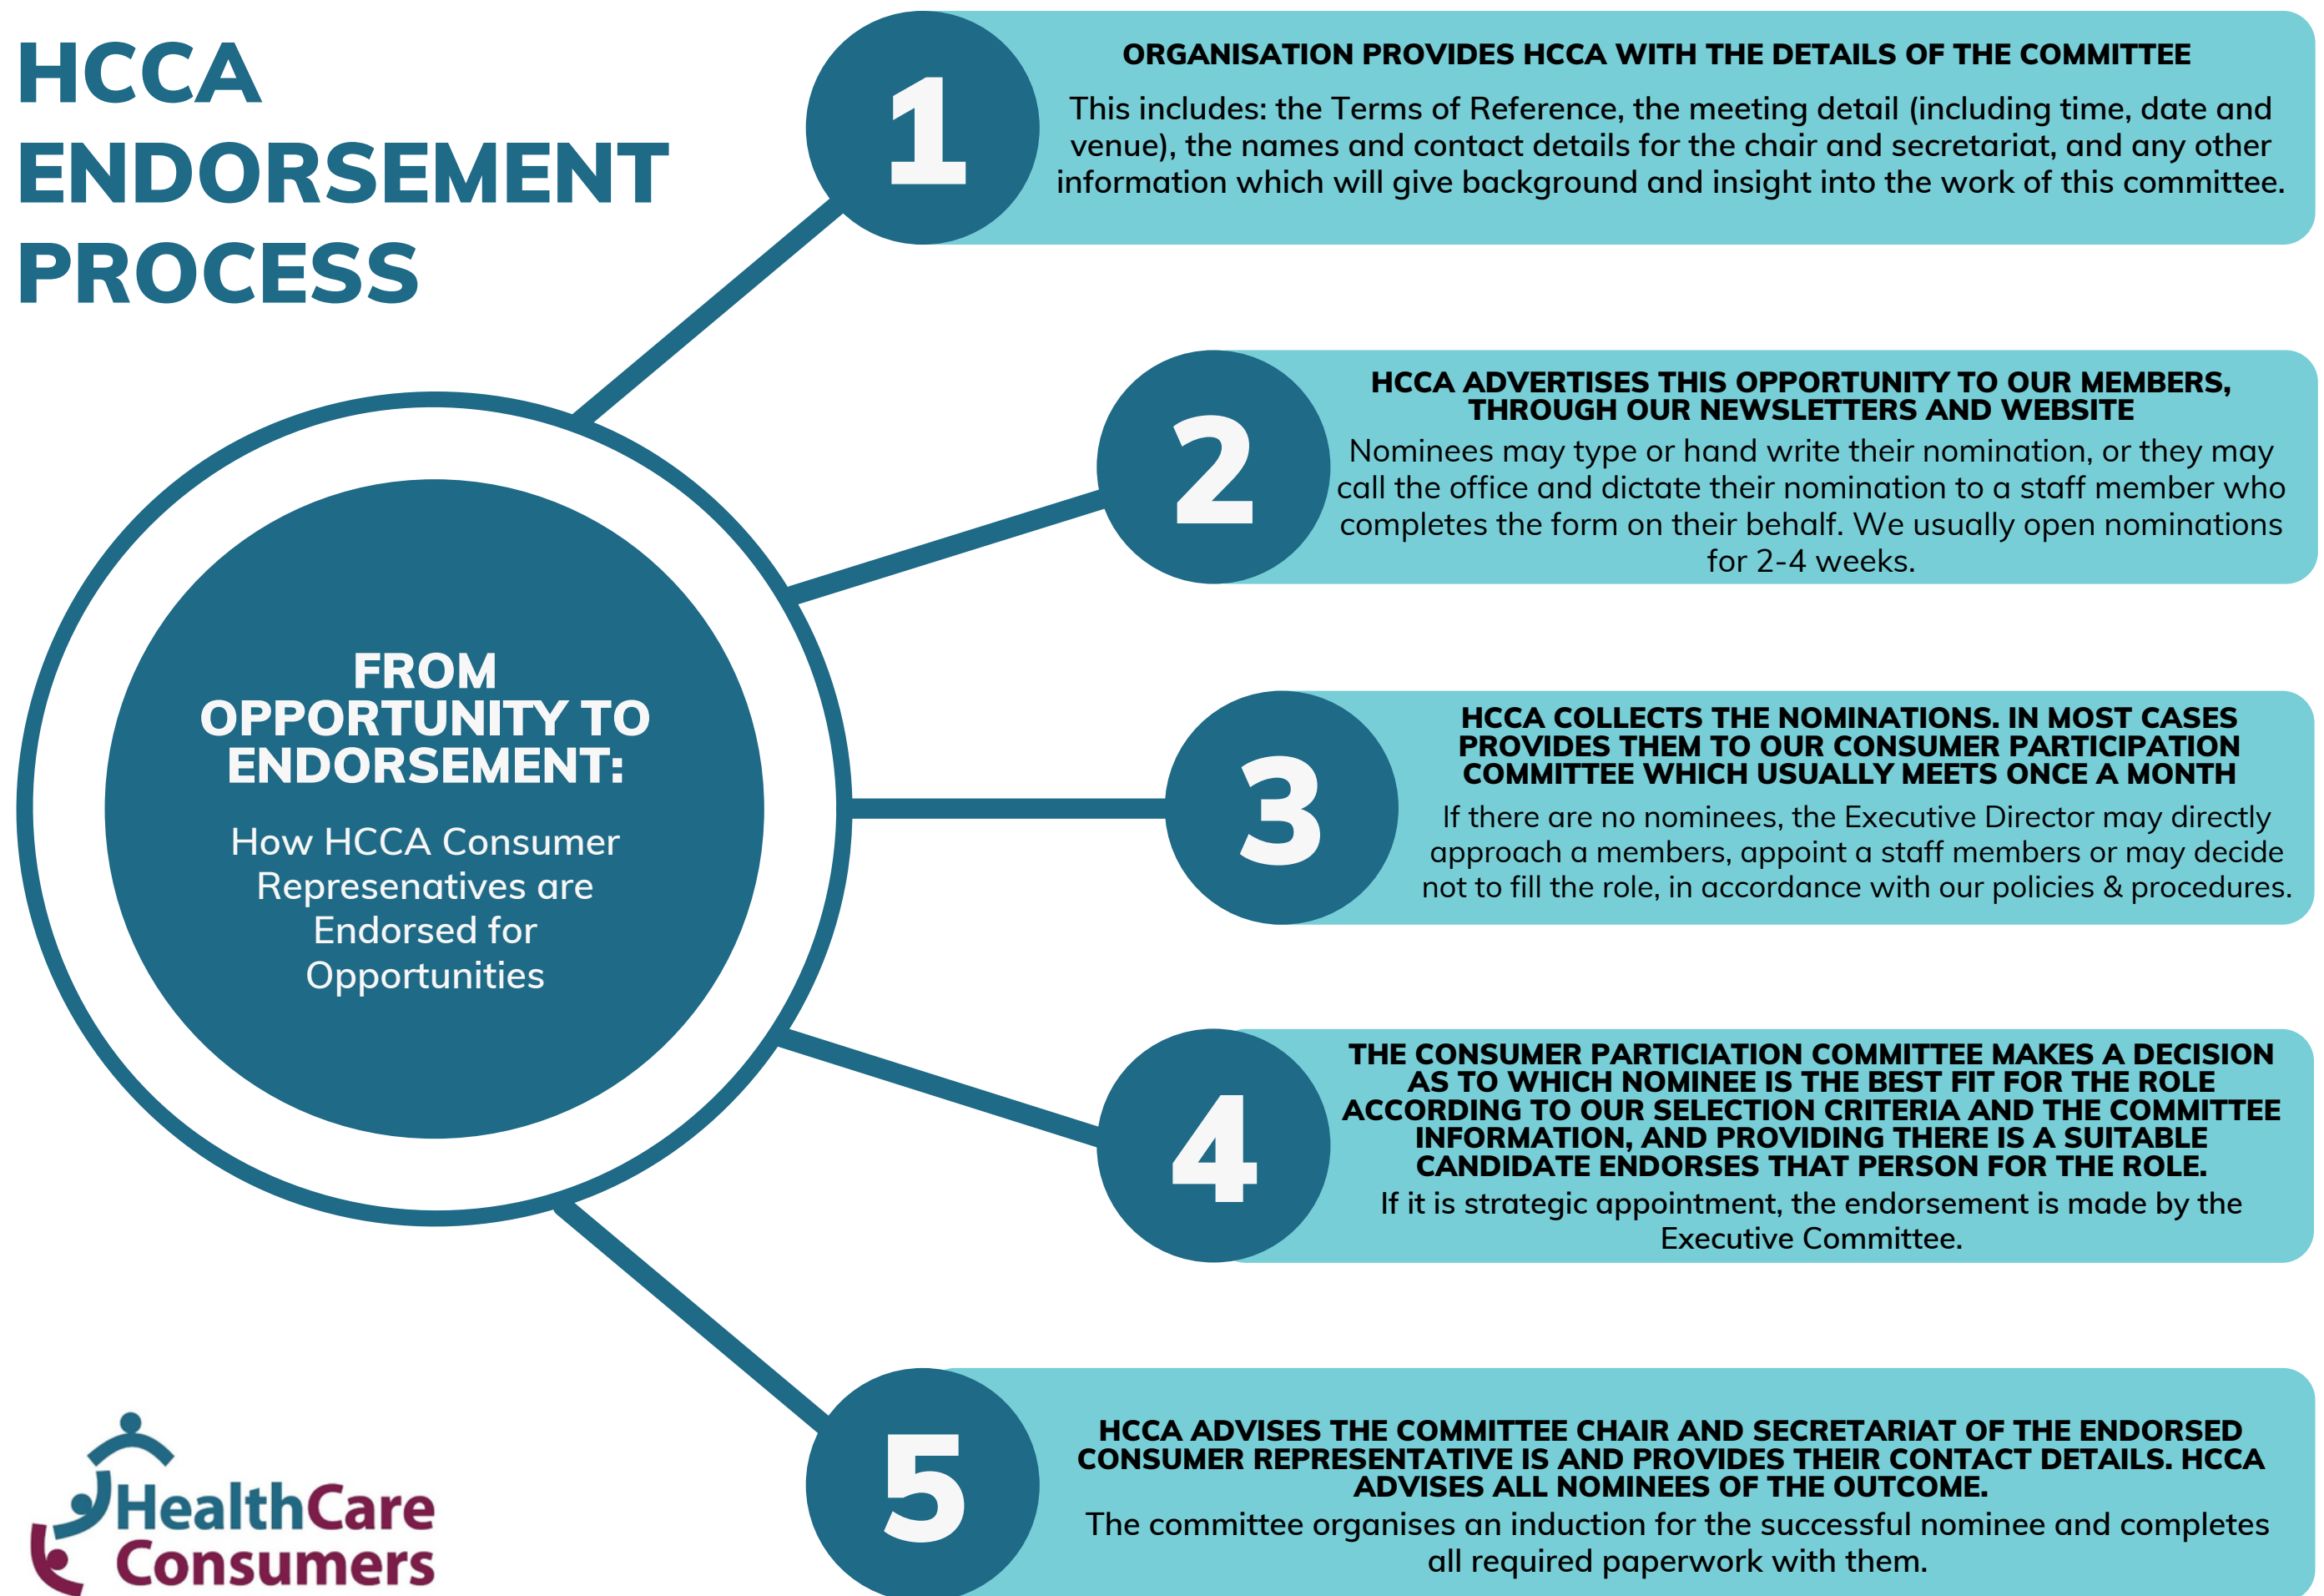 HCCA
ENDORSEMENT
PROCESS
FROM
OPPORTUNITY TO
ENDORSEMENT:
How HCCA Consumer
Represenatives are
Endorsed for
Opportunities
1
ORGANISATION PROVIDES HCCA WITH THE DETAILS OF THE COMMITTEE
This includes: the Terms of Reference, the meeting detail (including time, date and
venue), the names and contact details for the chair and secretariat, and any other
information which will give background and insight into the work of this committee.
2
HCCA ADVERTISES THIS OPPORTUNITY TO OUR MEMBERS,
THROUGH OUR NEWSLETTERS AND WEBSITE
Nominees may type or hand write their nomination, or they may
call the office and dictate their nomination to a staff member who
completes the form on their behalf. We usually open nominations
for 2-4 weeks.
3
HCCA COLLECTS THE NOMINATIONS. IN MOST CASES
PROVIDES THEM TO OUR CONSUMER PARTICIPATION
COMMITTEE WHICH USUALLY MEETS ONCE A MONTH
If there are no nominees, the Executive Director may directly
approach a members, appoint a staff members or may decide
not to fill the role, in accordance with our policies & procedures.
4
THE CONSUMER PARTICIATION COMMITTEE MAKES A DECISION
AS TO WHICH NOMINEE IS THE BEST FIT FOR THE ROLE
ACCORDING TO OUR SELECTION CRITERIA AND THE COMMITTEE
INFORMATION, AND PROVIDING THERE IS A SUITABLE
CANDIDATE ENDORSES THAT PERSON FOR THE ROLE.
If it is strategic appointment, the endorsement is made by the
Executive Committee.
5
HCCA ADVISES THE COMMITTEE CHAIR AND SECRETARIAT OF THE ENDORSED
CONSUMER REPRESENTATIVE IS AND PROVIDES THEIR CONTACT DETAILS. HCCA
ADVISES ALL NOMINEES OF THE OUTCOME.
The committee organises an induction for the successful nominee and completes
all required paperwork with them.
HealthCare
Consumers